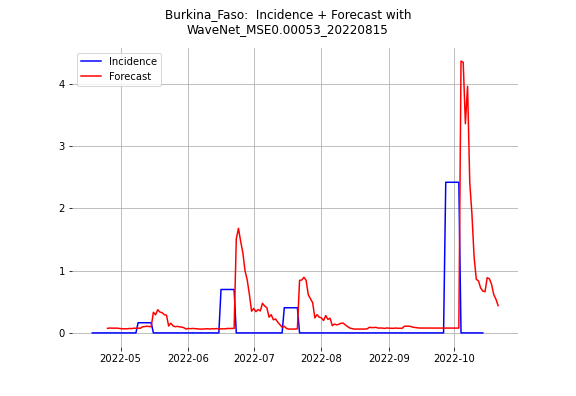 Burkina_Faso:  Incidence + Forecast with
WaveNet_MSE0.00053_20220815
Incidence
Forecast
4
3
2
1
0
2022-05 2022-06 2022-07 2022-08 2022-09 2022-10